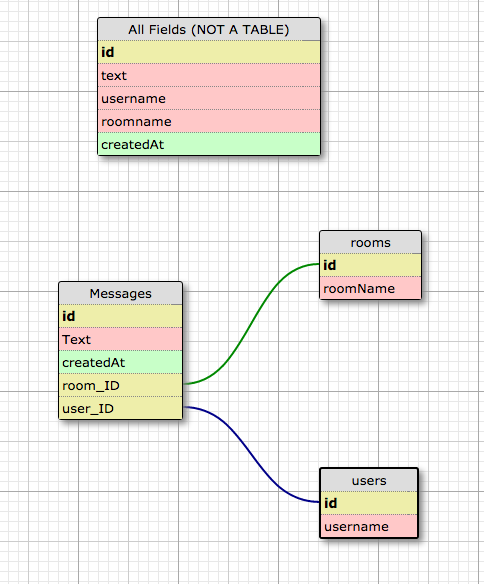 All Fields (NOT A TABLE)
id
text
username
roomname
createdAt
rooms
id
roomName
Messages
id
Text
createdAt
room_ID
user_ID
users
id
username